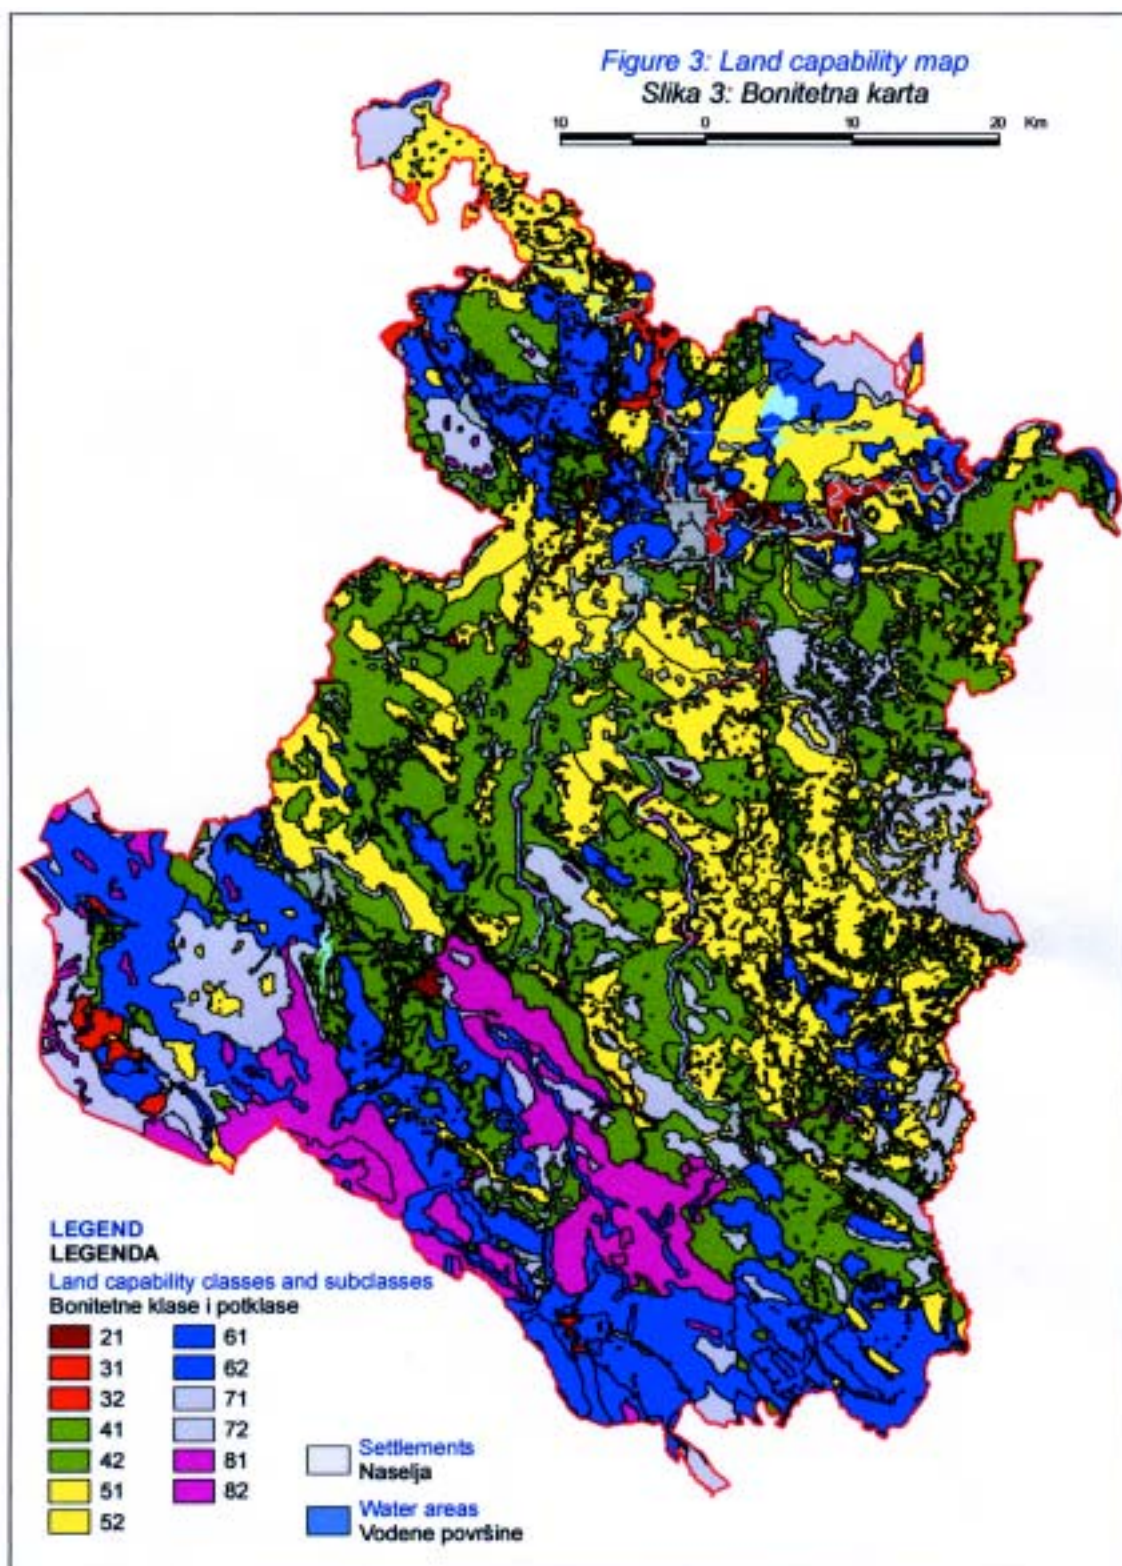 Figure 3: Land capability map
Slika 3: Bonitetna karta
10 0 10 20 Km
LEGEND
LEGENDA
Land capability classes and subclasses
Bonitetne klase i potklase
21
31
32
41
42
51
52
61
62
71
72
81
82
Settlements
Naselja
Water areas
Vodene površine